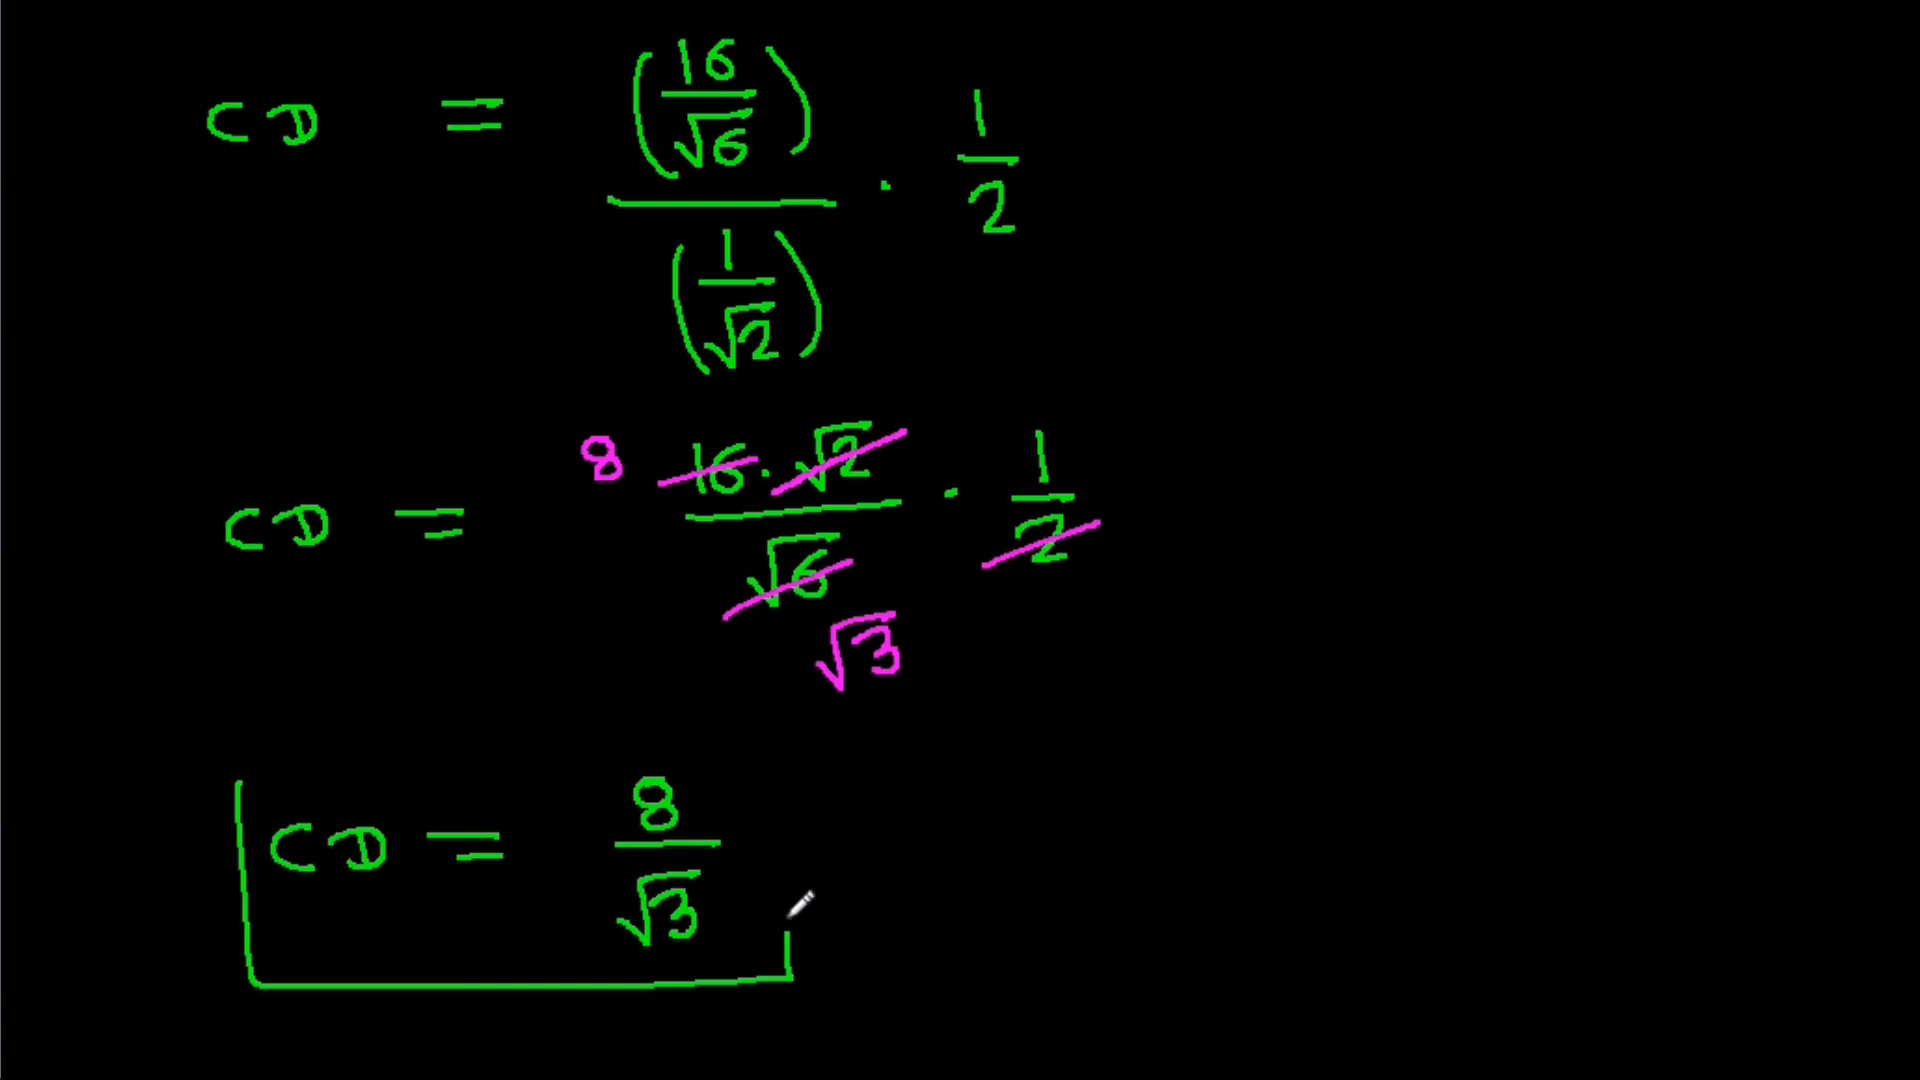 CD = (16/√6)/(1/√2) · 1/2
CD = 8 16·√2/√6 √3 · 1/2
CD = 8/√3